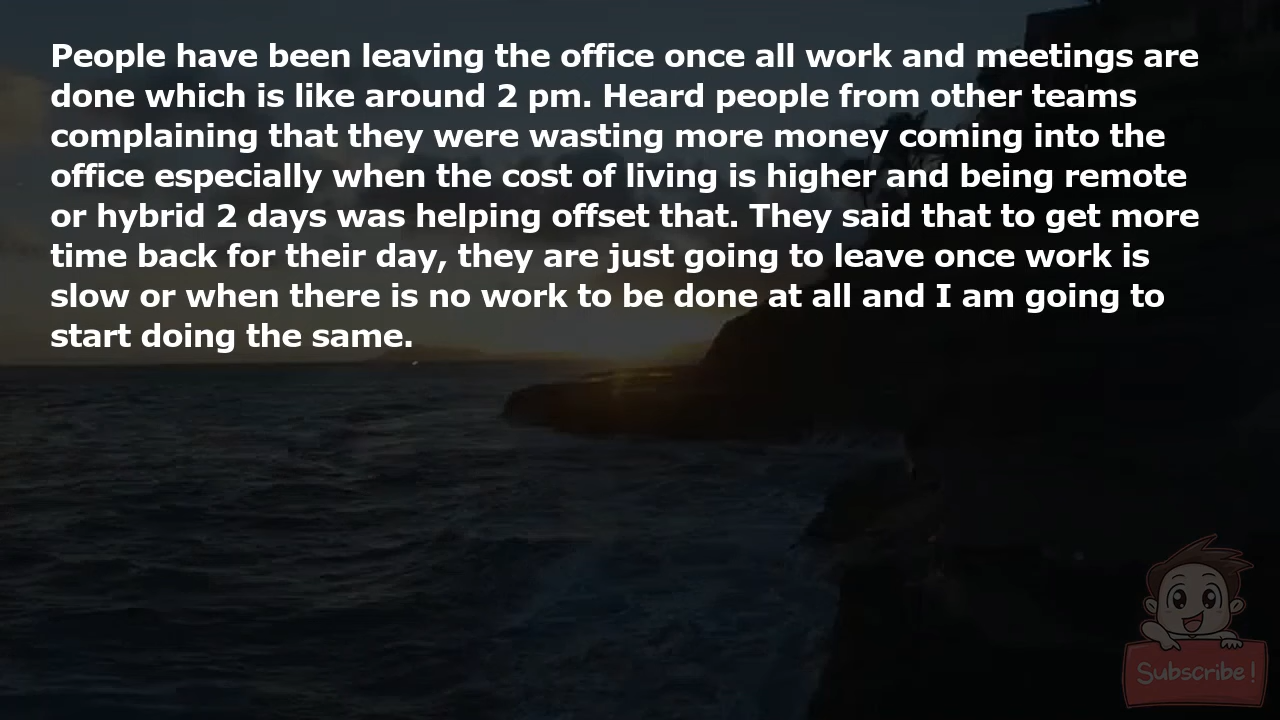 People have been leaving the office once all work and meetings are
done which is like around 2 pm. Heard people from other teams
complaining that they were wasting more money coming into the
office especially when the cost of living is higher and being remote
or hybrid 2 days was helping offset that. They said that to get more
time back for their day, they are just going to leave once work is
slow or when there is no work to be done at all and I am going to
start doing the same.
Subscribe!